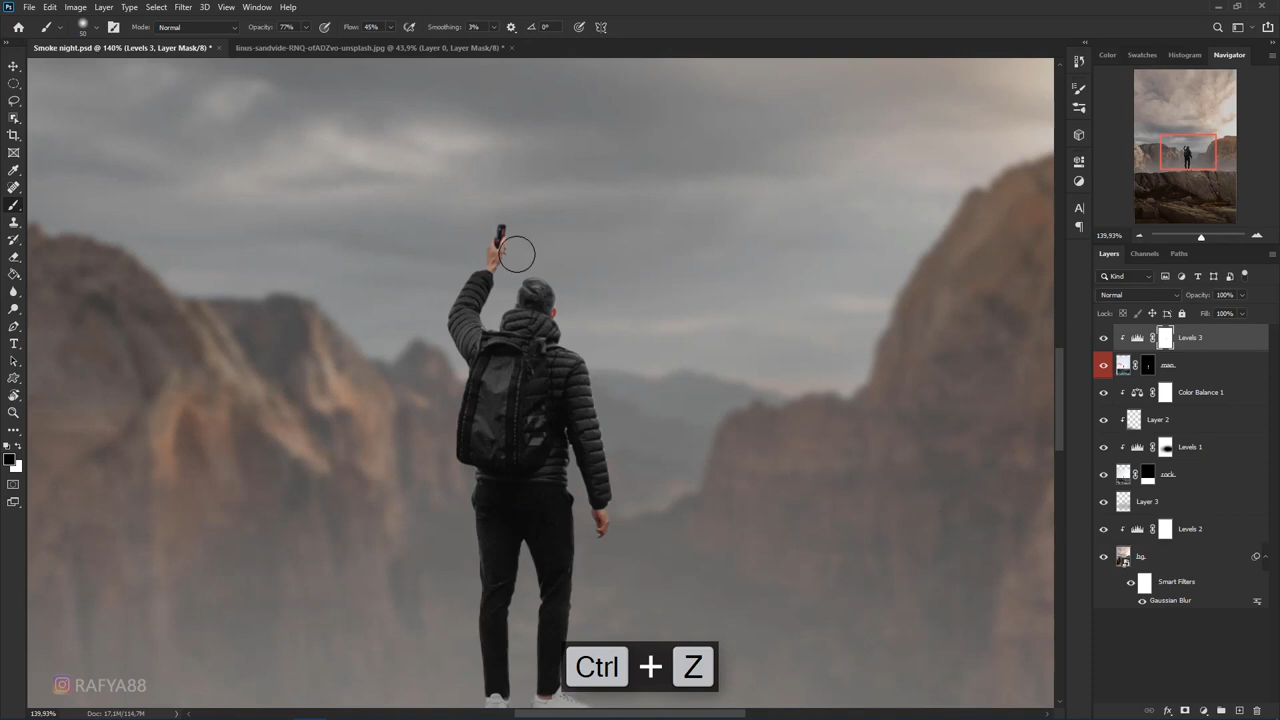 Ps File Edit Image Layer Type Select Filter 3D View Window Help
50 Mode: Normal Opacity: 77% Flow: 45% Smoothing: 3% 0°
Smoke night.psd @ 140% (Levels 3, Layer Mask/8) * × linus-sandvide-RNQ-ofADZvo-unsplash.jpg @ 43,9% (Layer 0, Layer Mask/8) * ×
Color Swatches Histogram Navigator
139,93%
Layers Channels Paths
Kind
Normal Opacity: 100%
Lock: Fill: 100%
Levels 3
Color Balance 1
Layer 2
Levels 1
rock
Layer 3
Levels 2
bg
Smart Filters
Gaussian Blur
Ctrl + Z
RAFYA88
139,93% Doc: 17,1M/114,7M